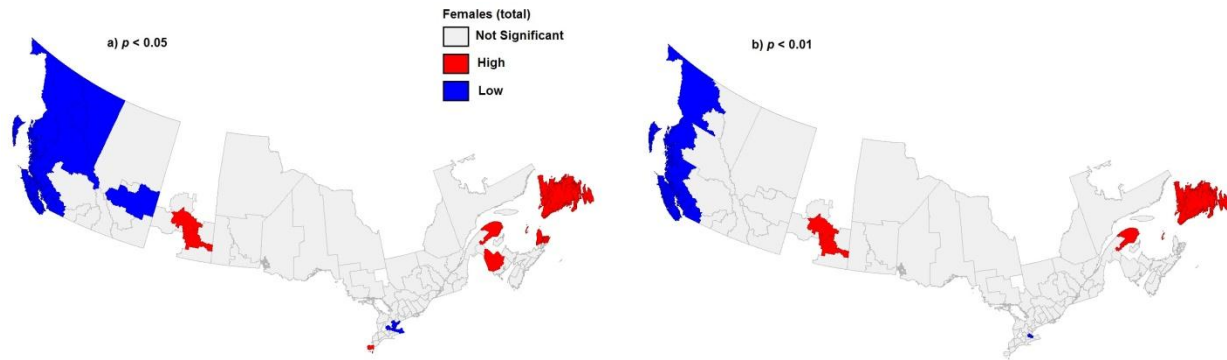 Females (total)
a) p < 0.05
Not Significant
High
Low
b) p < 0.01